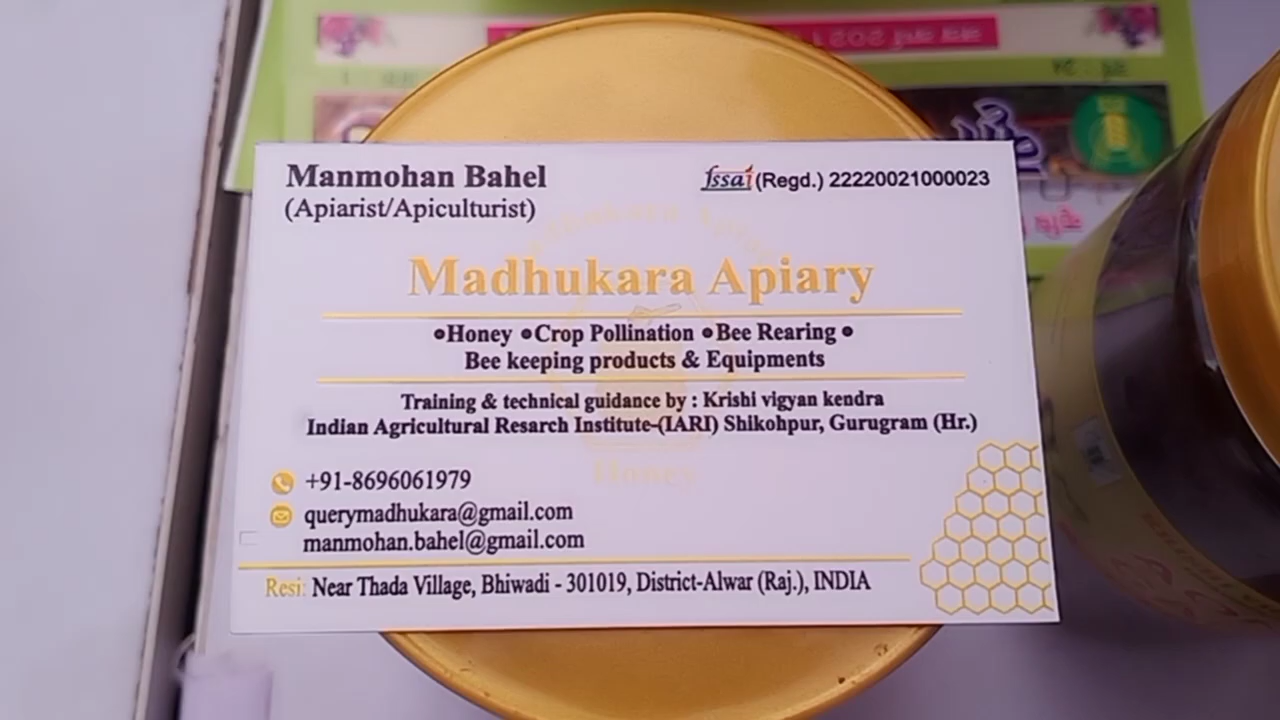 Manmohan Bahel
(Apiarist/Apiculturist)
fssai (Regd.) 22220021000023
Madhukara Apiary
•Honey •Crop Pollination •Bee Rearing •
Bee keeping products & Equipments
Training & technical guidance by : Krishi vigyan kendra
Indian Agricultural Resarch Institute-(IARI) Shikohpur, Gurugram (Hr.)
Honey
+91-8696061979
querymadhukara@gmail.com
manmohan.bahel@gmail.com
Resi: Near Thada Village, Bhiwadi - 301019, District-Alwar (Raj.), INDIA